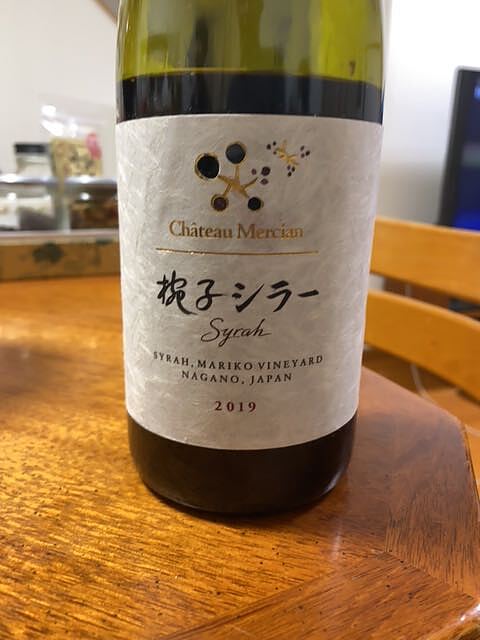 Château Mercian
椀子シラー
Syrah
SYRAH, MARIKO VINEYARD
NAGANO, JAPAN
2019